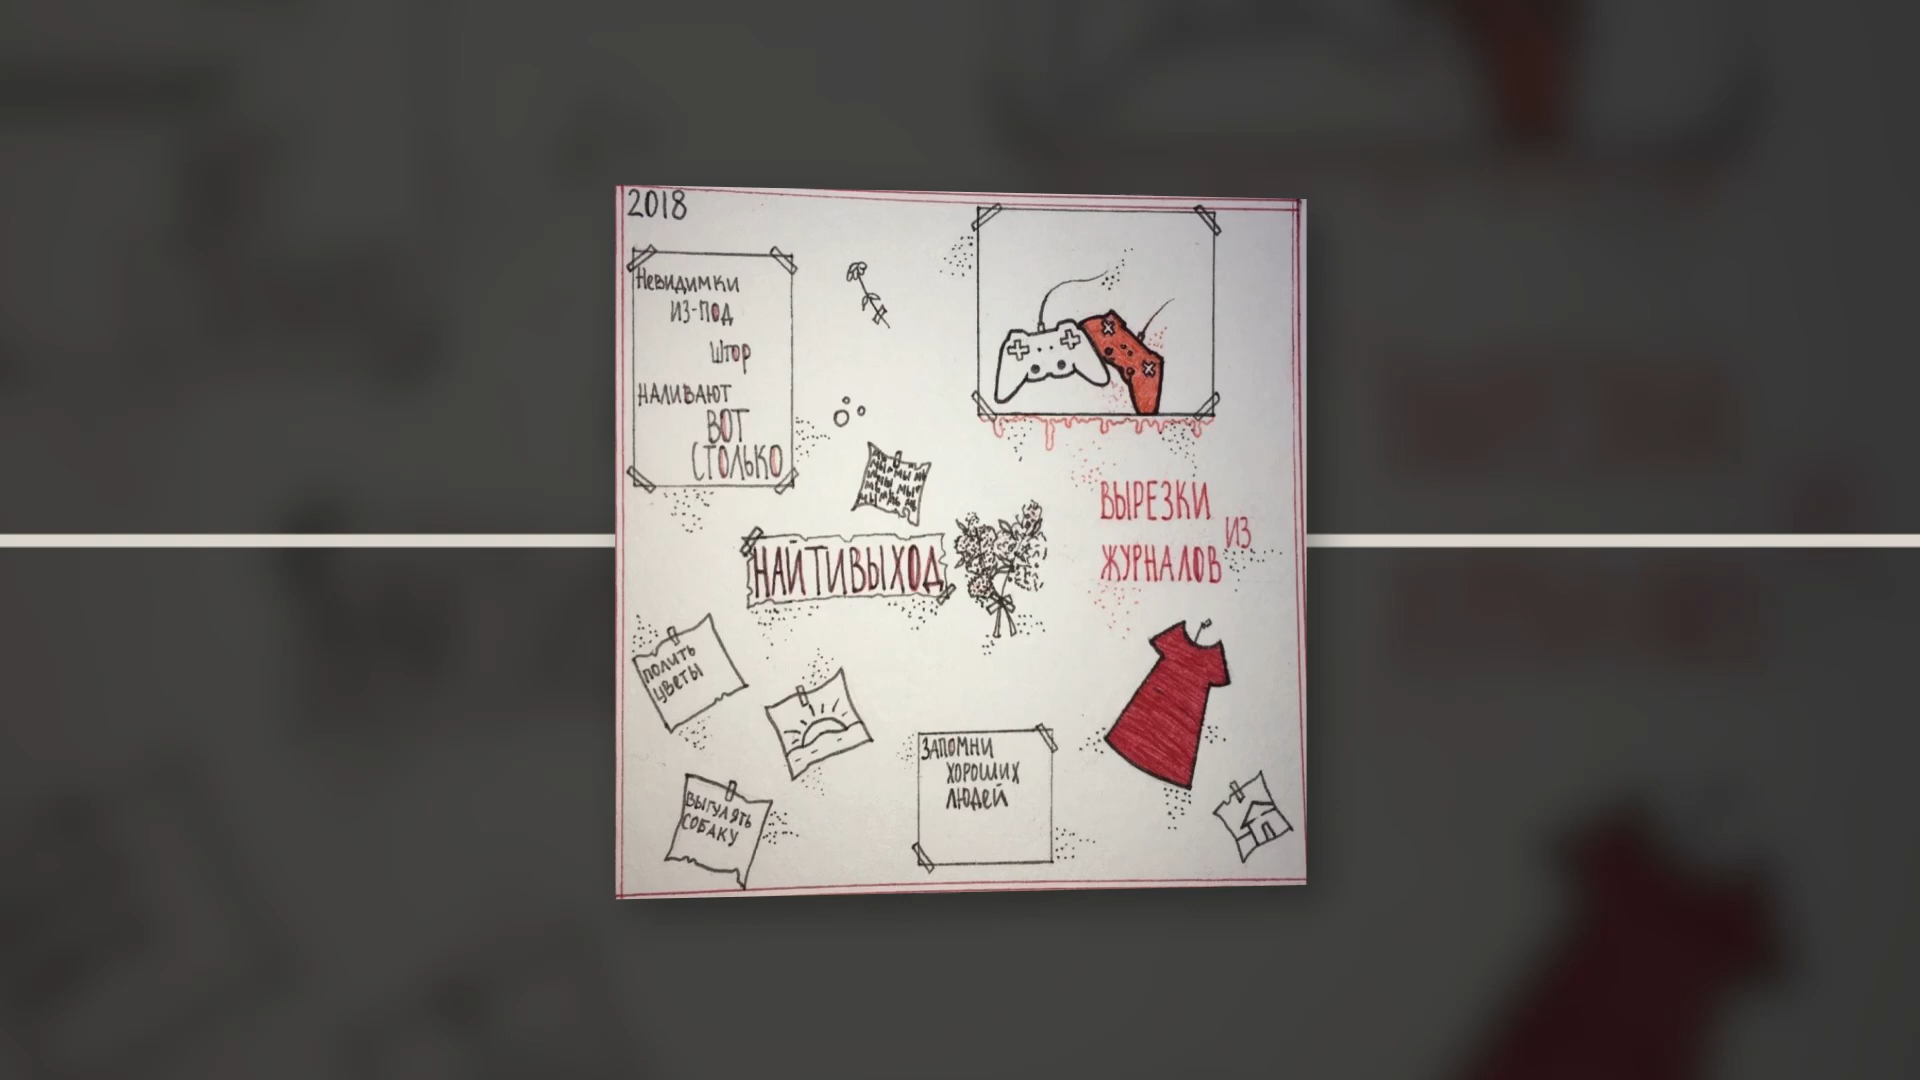 2018
Невидимки
из-под
штор
наливают
вот
столько
НАЙТИВЫХОД
ВЫРЕЗКИ
ИЗ
ЖУРНАЛОВ
полить
цветы
выгулять
собаку
запомни
хороших
людей